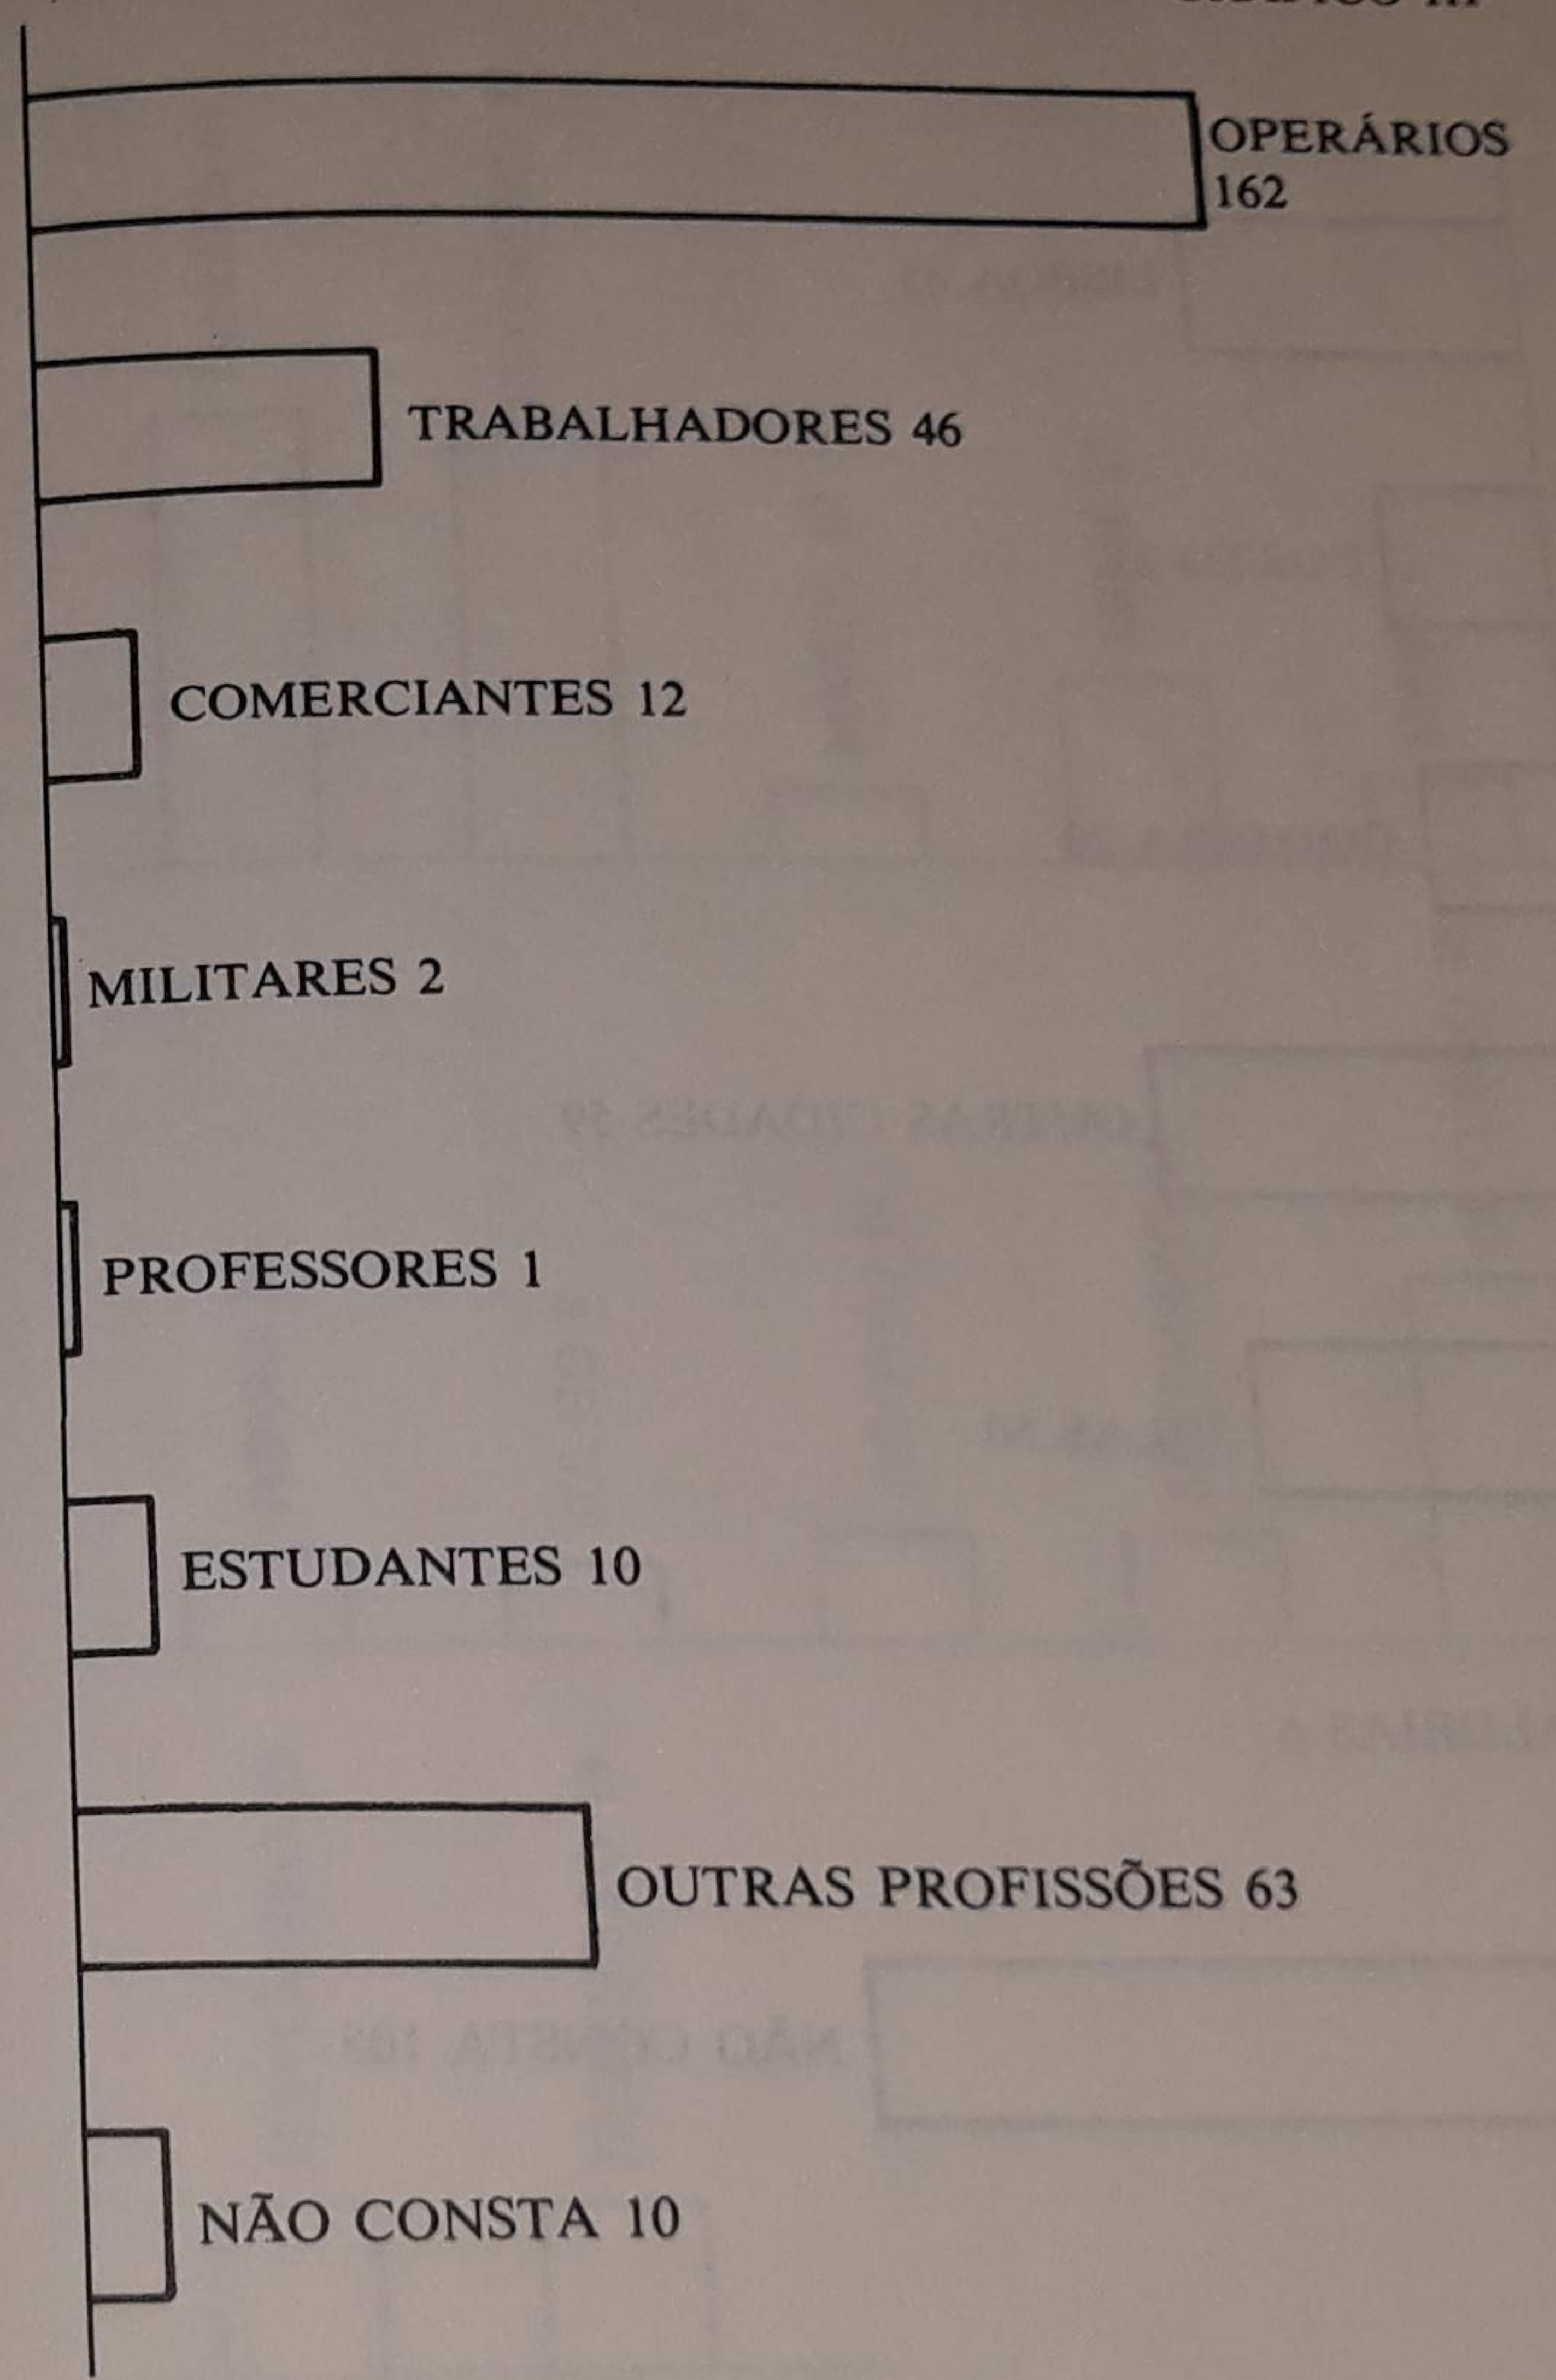 OPERÁRIOS
162
TRABALHADORES 46
COMERCIANTES 12
MILITARES 2
PROFESSORES 1
ESTUDANTES 10
OUTRAS PROFISSÕES 63
NÃO CONSTA 10